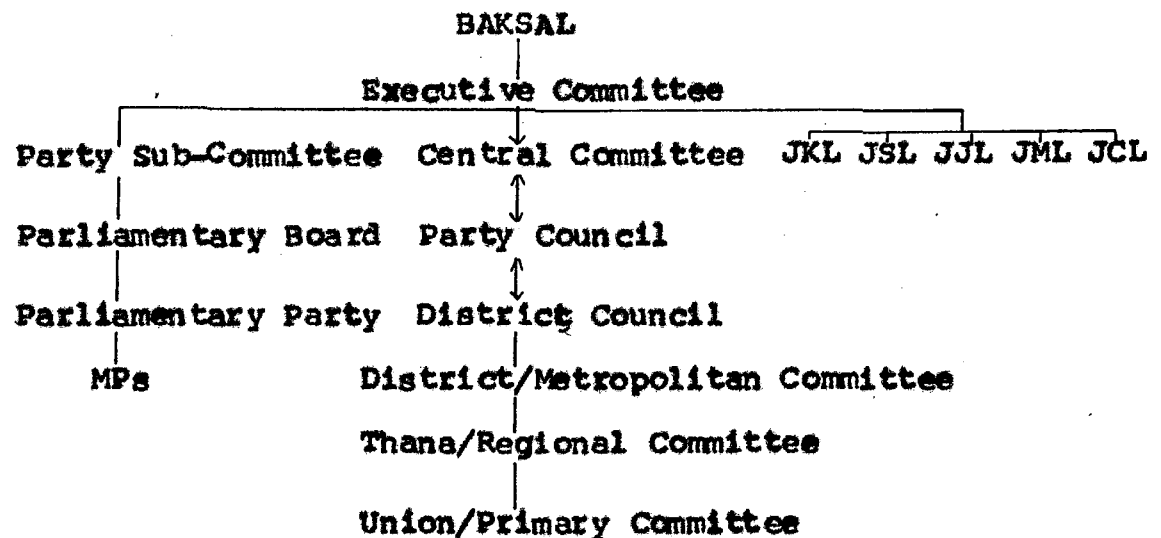 BAKSAL
Executive Committee
Party Sub-Committee Central Committee JKL JSL JJL JML JCL
Parliamentary Board Party Council
Parliamentary Party District Council
MPs District/Metropolitan Committee
Thana/Regional Committee
Union/Primary Committee